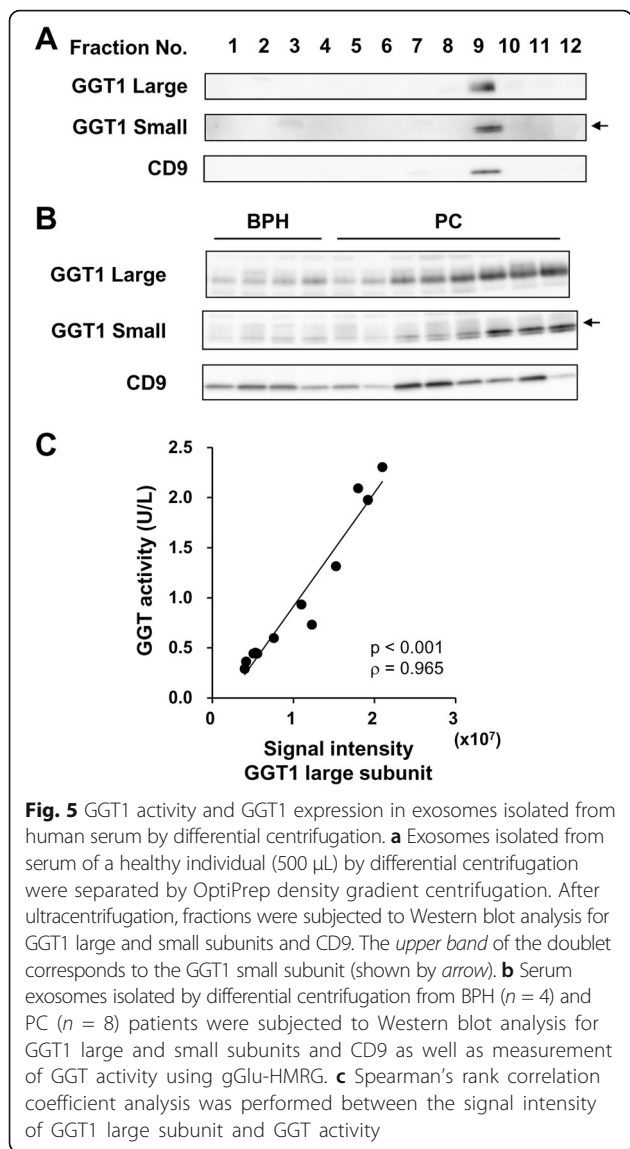 A
Fraction No. 1 2 3 4 5 6 7 8 9 10 11 12
GGT1 Large
GGT1 Small
CD9
B
BPH PC
GGT1 Large
GGT1 Small
CD9
C
2.5
2.0
1.5
1.0
0.5
0.0
GGT activity (U/L)
p < 0.001
ρ = 0.965
0 1 2 3
(x10⁷)
Signal intensity
GGT1 large subunit
Fig. 5 GGT1 activity and GGT1 expression in exosomes isolated from
human serum by differential centrifugation. a Exosomes isolated from
serum of a healthy individual (500 µL) by differential centrifugation
were separated by OptiPrep density gradient centrifugation. After
ultracentrifugation, fractions were subjected to Western blot analysis for
GGT1 large and small subunits and CD9. The upper band of the doublet
corresponds to the GGT1 small subunit (shown by arrow). b Serum
exosomes isolated by differential centrifugation from BPH (n = 4) and
PC (n = 8) patients were subjected to Western blot analysis for
GGT1 large and small subunits and CD9 as well as measurement
of GGT activity using gGlu-HMRG. c Spearman's rank correlation
coefficient analysis was performed between the signal intensity
of GGT1 large subunit and GGT activity